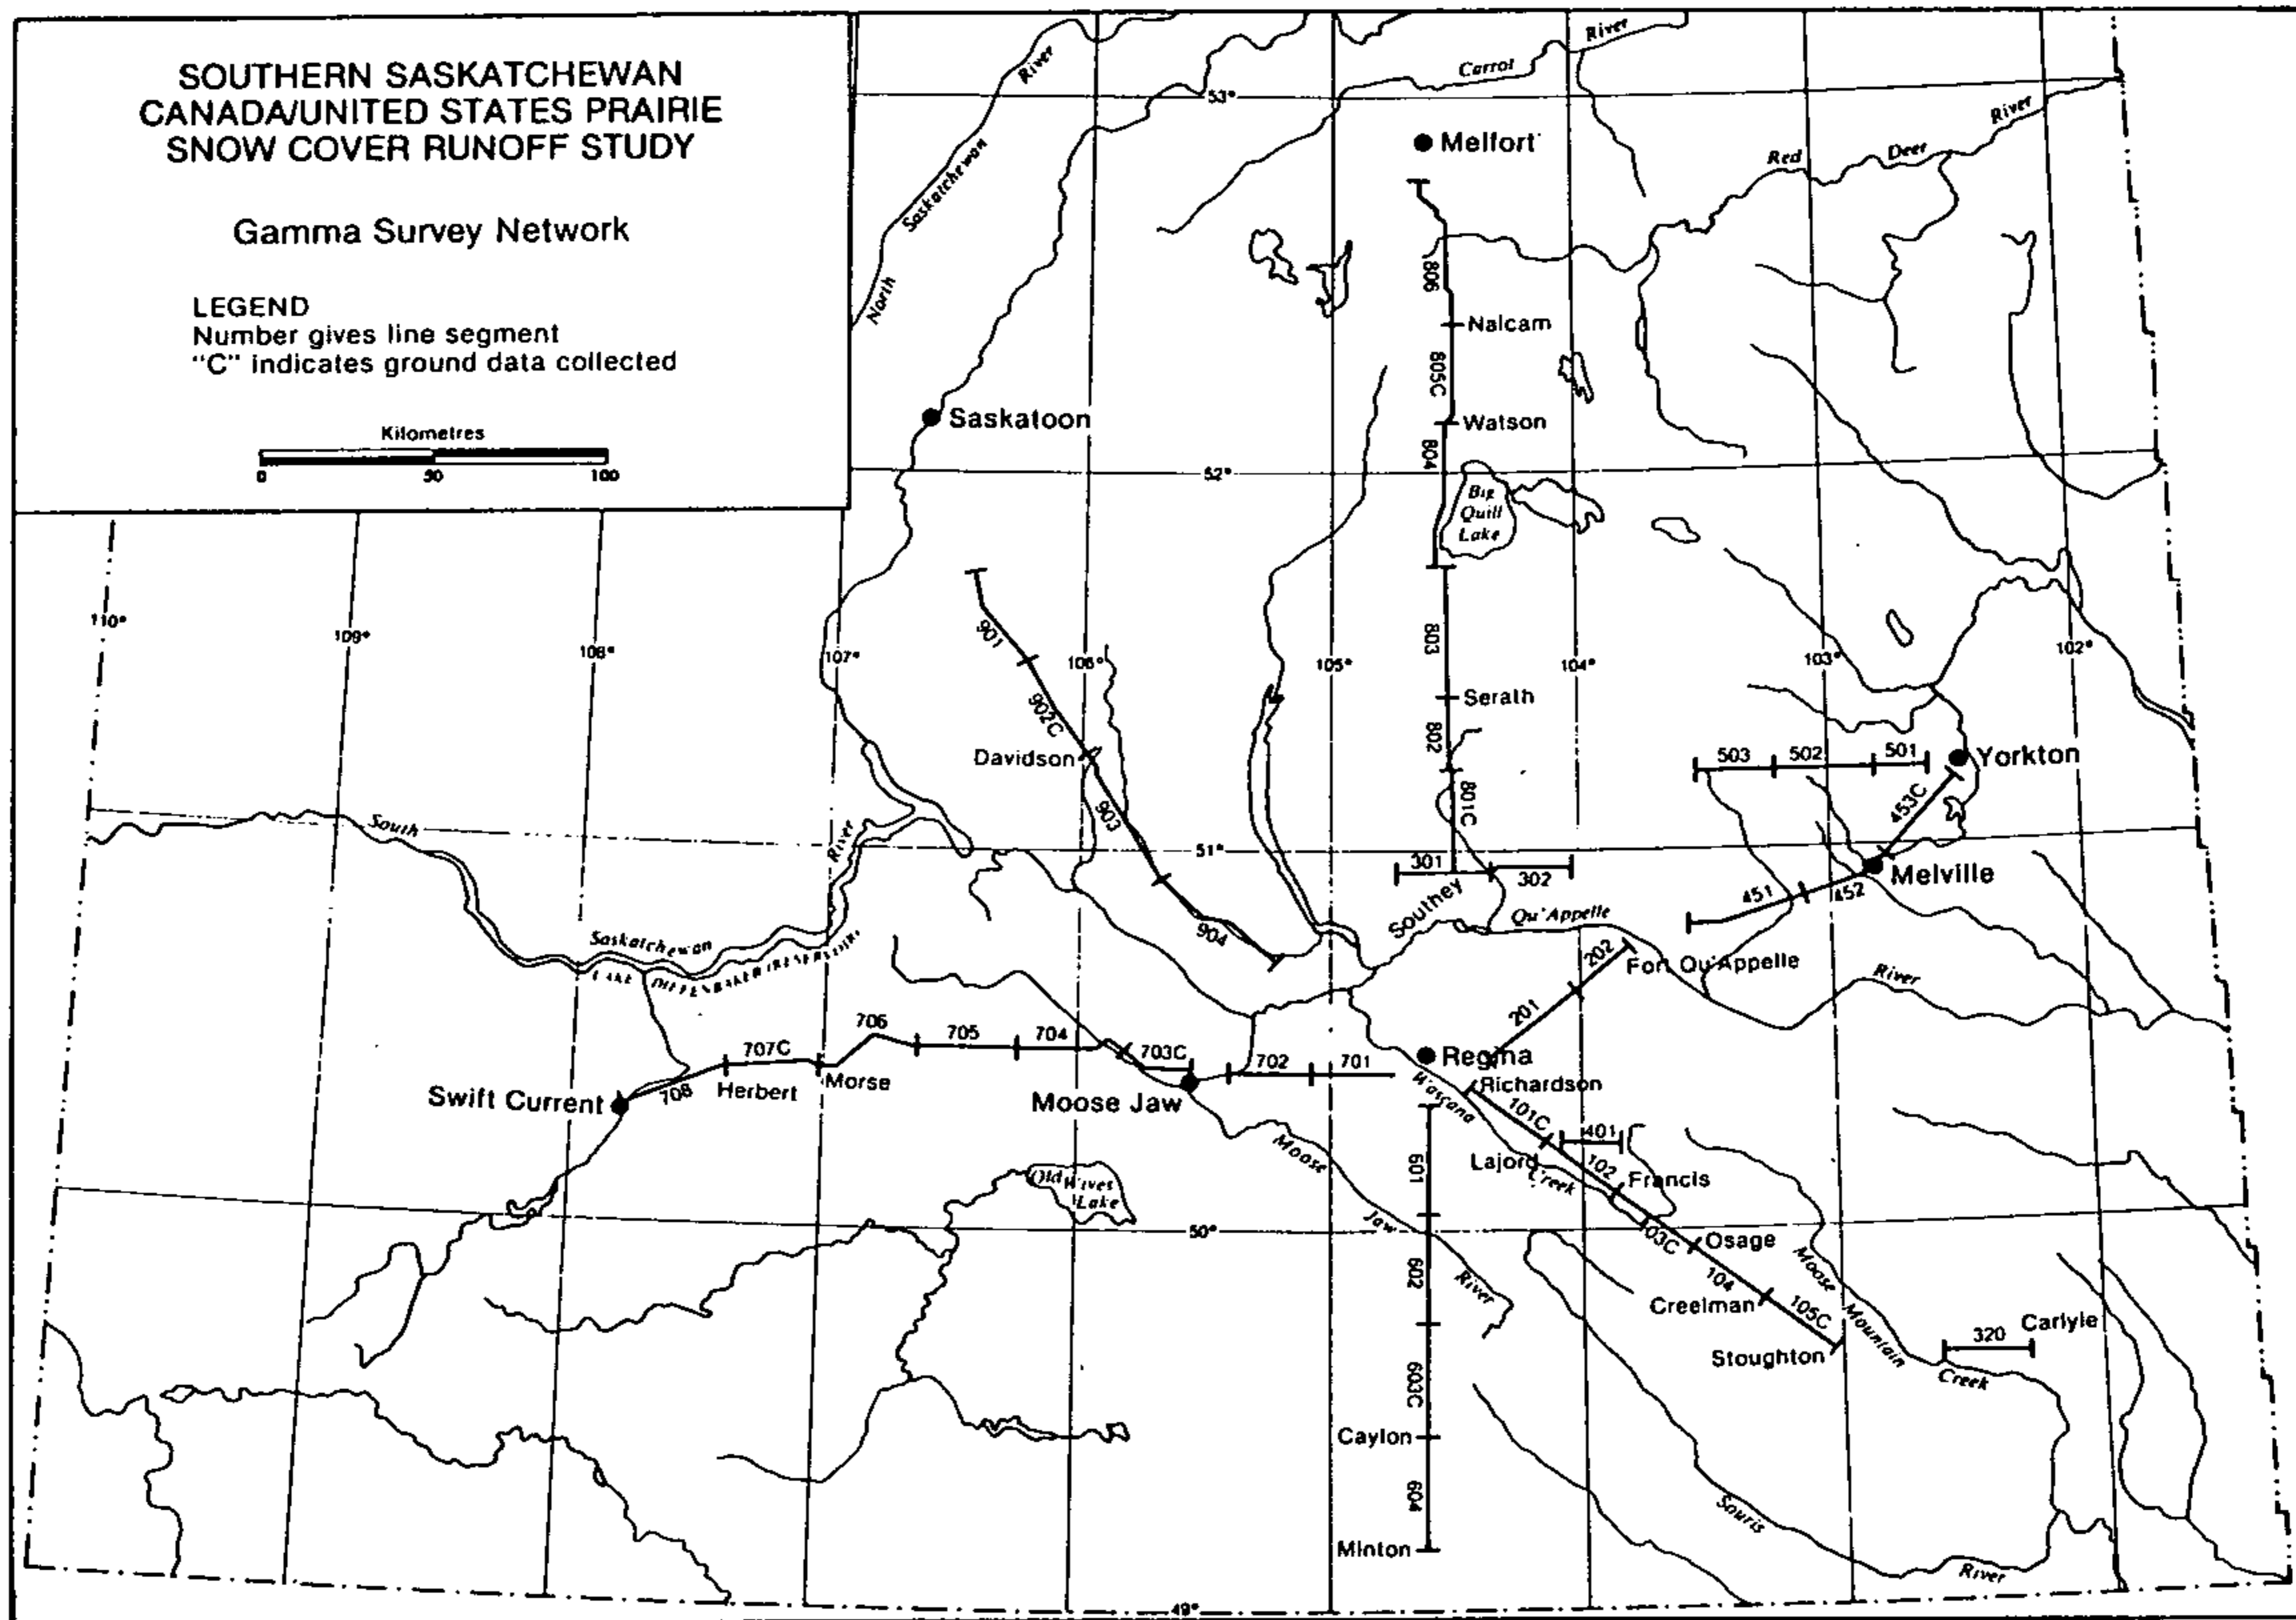 SOUTHERN SASKATCHEWAN
CANADA/UNITED STATES PRAIRIE
SNOW COVER RUNOFF STUDY
Gamma Survey Network
LEGEND
Number gives line segment
"C" indicates ground data collected
Kilometres
0 50 100
River
Carrot
River
53°
River
Melfort
Red
Deer
Saskatchewan
North
806
Nalcam
805C
Saskatoon
Watson
804
52°
Big
Quill
Lake
110°
109°
108°
107°
901
106°
105°
803
104°
103°
102°
Serath
902C
802
Davidson
503
502
501
Yorkton
903
801C
453C
South
River
51°
301
302
Melville
451
452
Southey
Qu'Appelle
904
Saskatchewan
LAKE DIEFENBAKER (RESERVOIR)
202
Fort Qu'Appelle
River
201
706
705
704
707C
703C
702
701
Regina
Morse
Herbert
708
Swift Current
Moose Jaw
Richardson
Wascana
101C
401
Moose
601
Lajord
102
Francis
Creek
Old Wives
Lake
Jaw
50°
03C
Osage
Moose
602
River
104
Creelman
105C
Mountain
Carlyle
320
Stoughton
Creek
603C
Caylon
604
Souris
Minton
River
49°